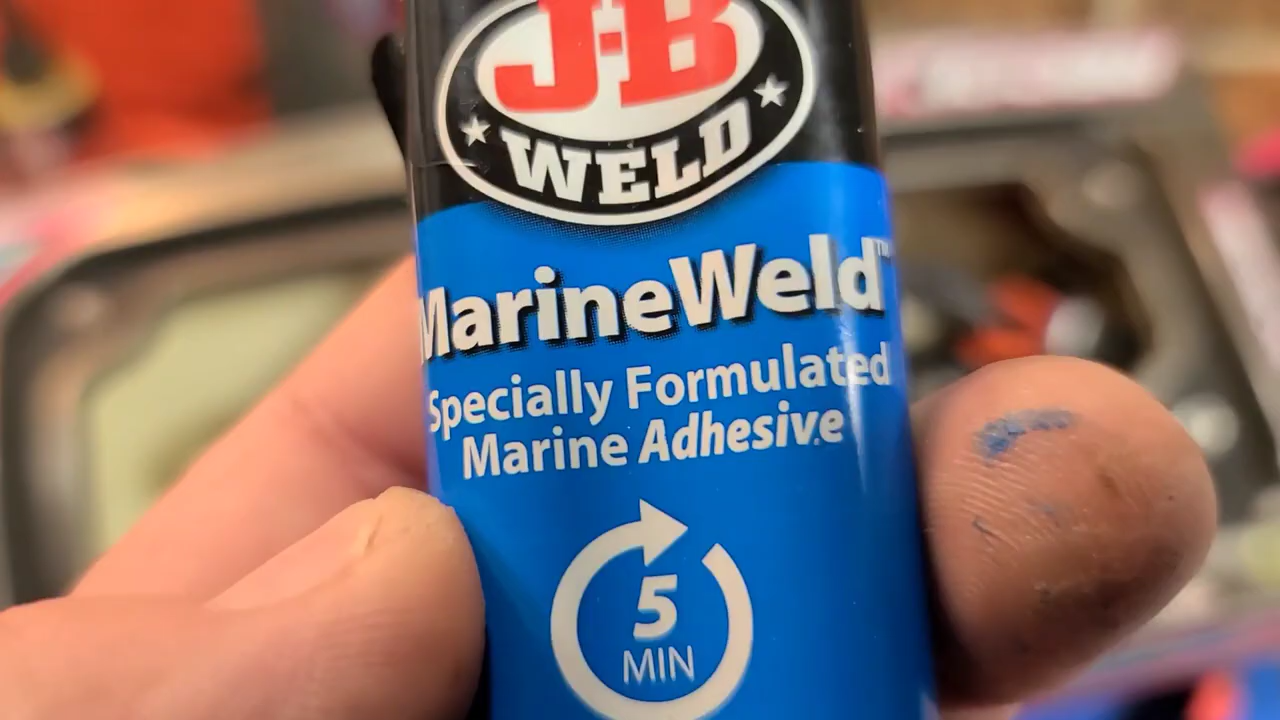 J-B
WELD
MarineWeld™
Specially Formulated
Marine Adhesive
5
MIN